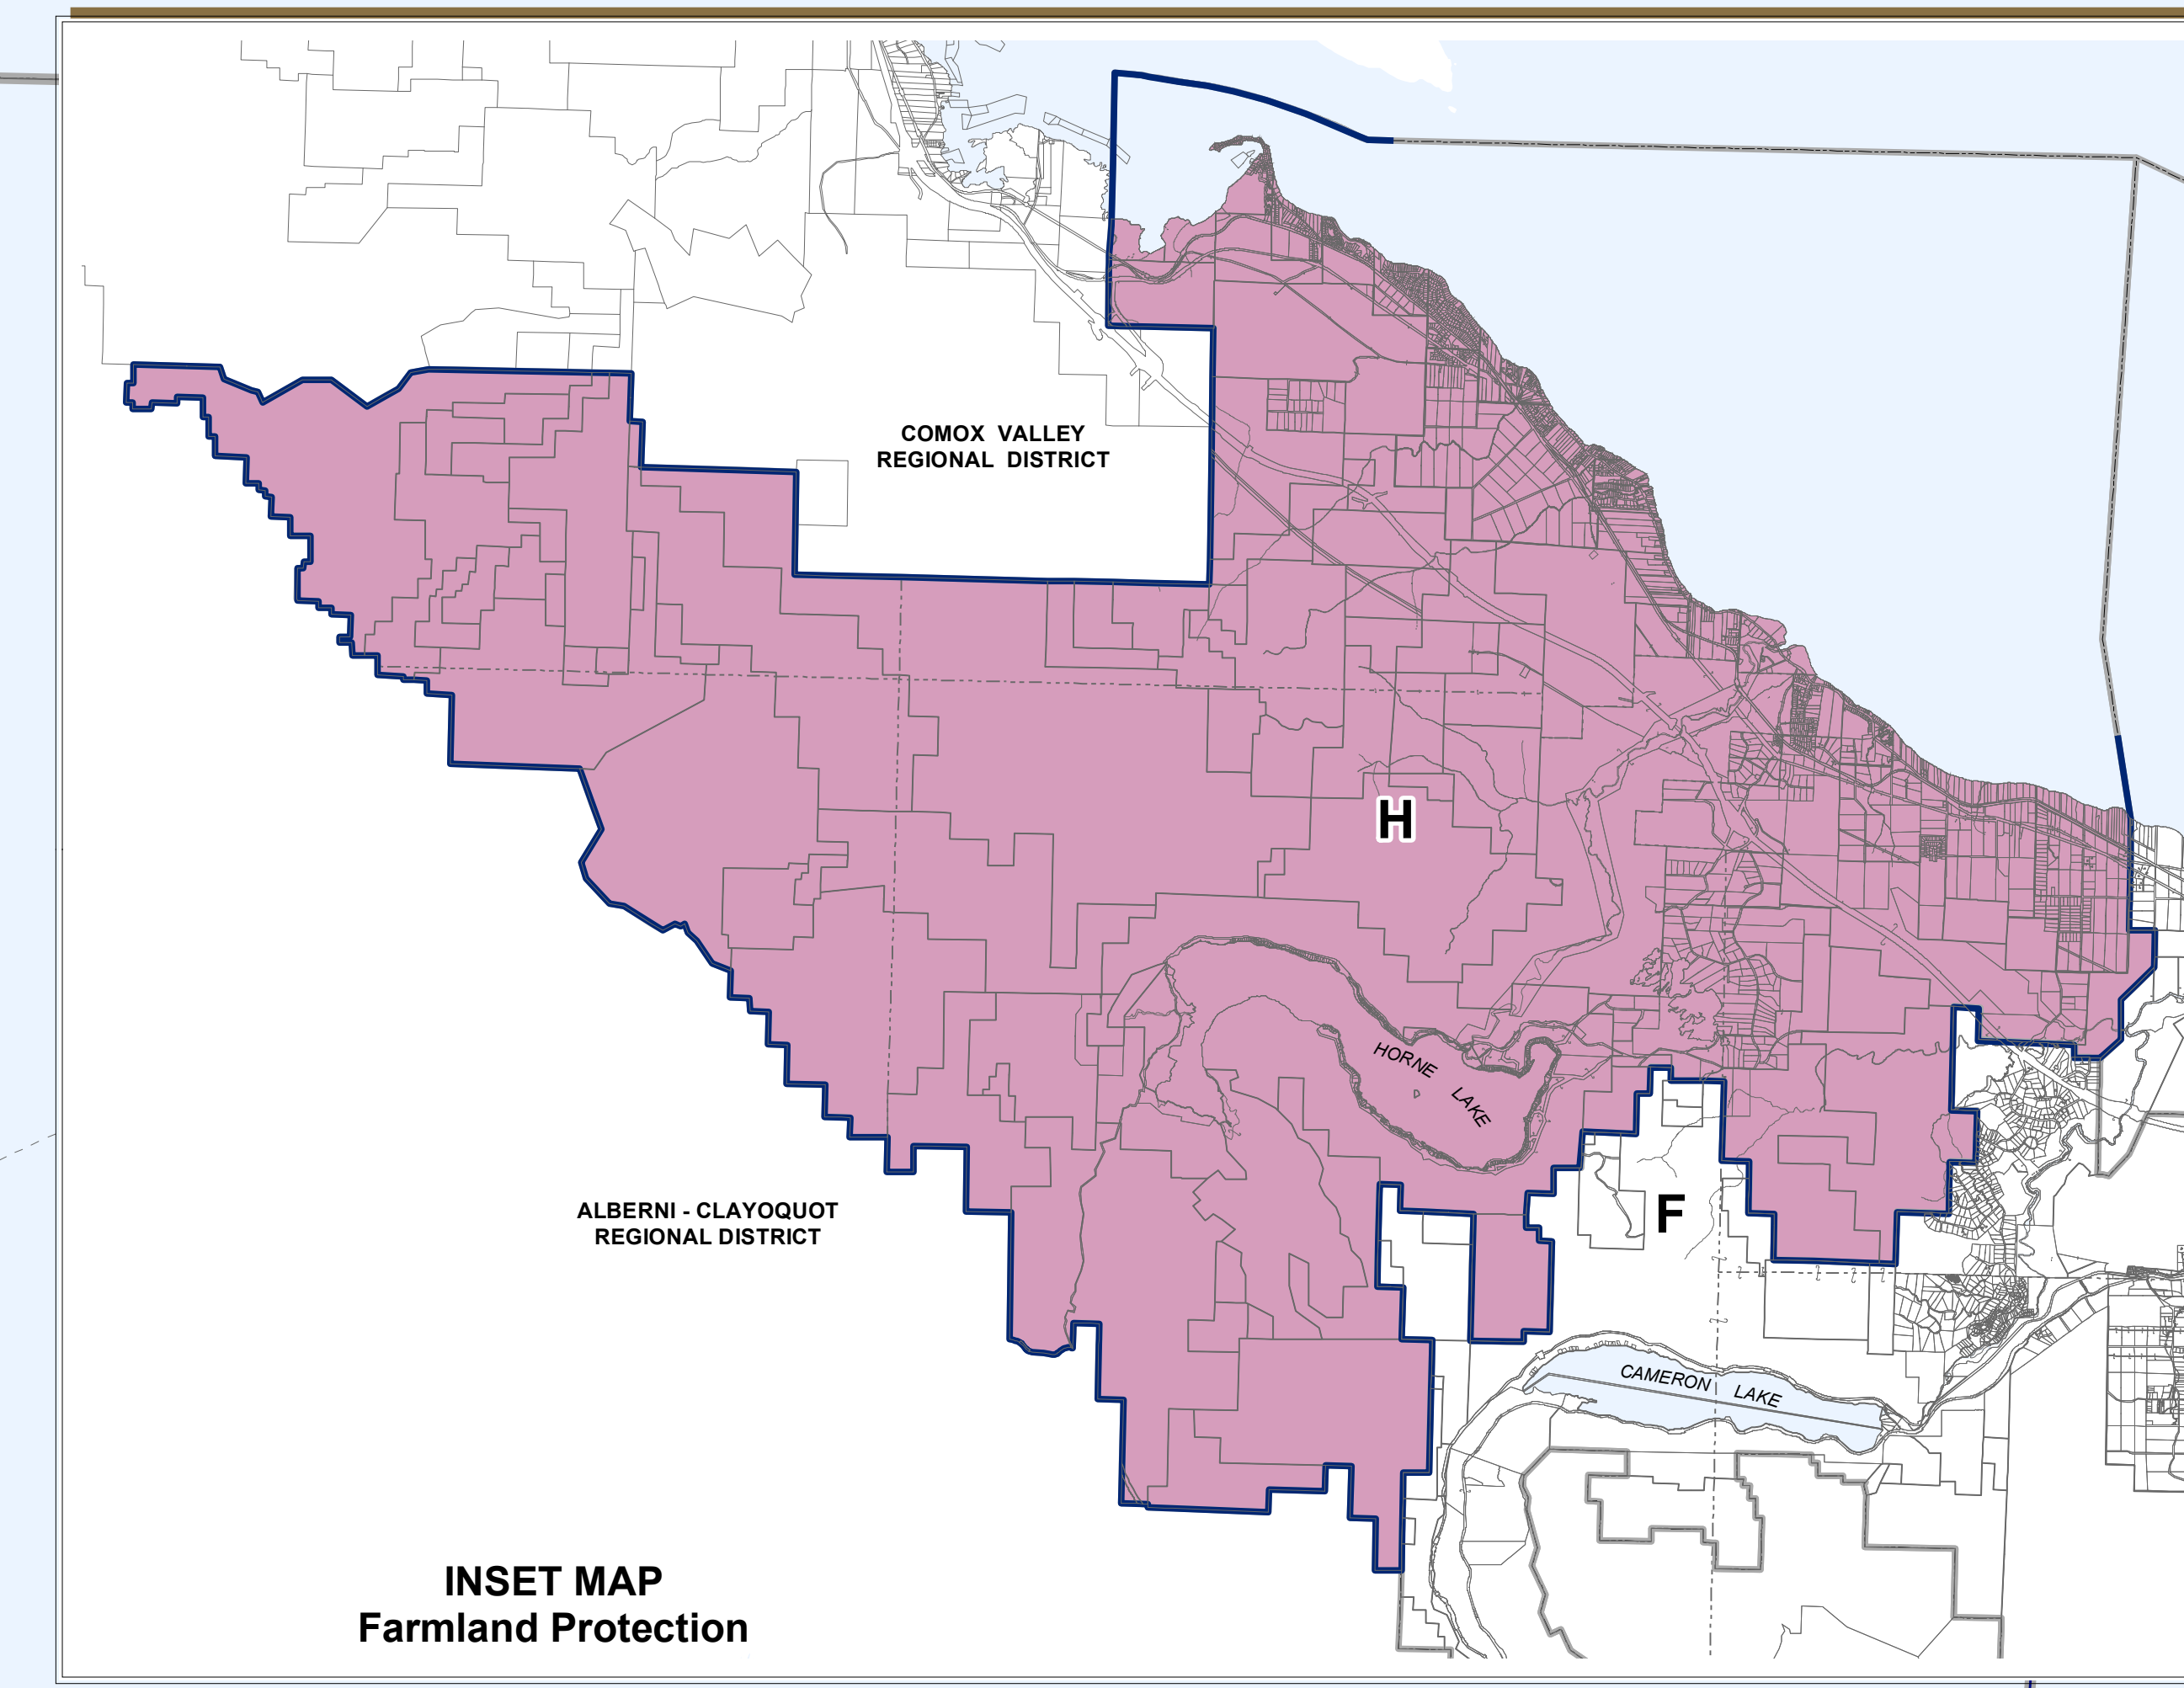 COMOX VALLEY
REGIONAL DISTRICT
H
HORNE LAKE
ALBERNI - CLAYOQUOT
REGIONAL DISTRICT
F
CAMERON LAKE
INSET MAP
Farmland Protection